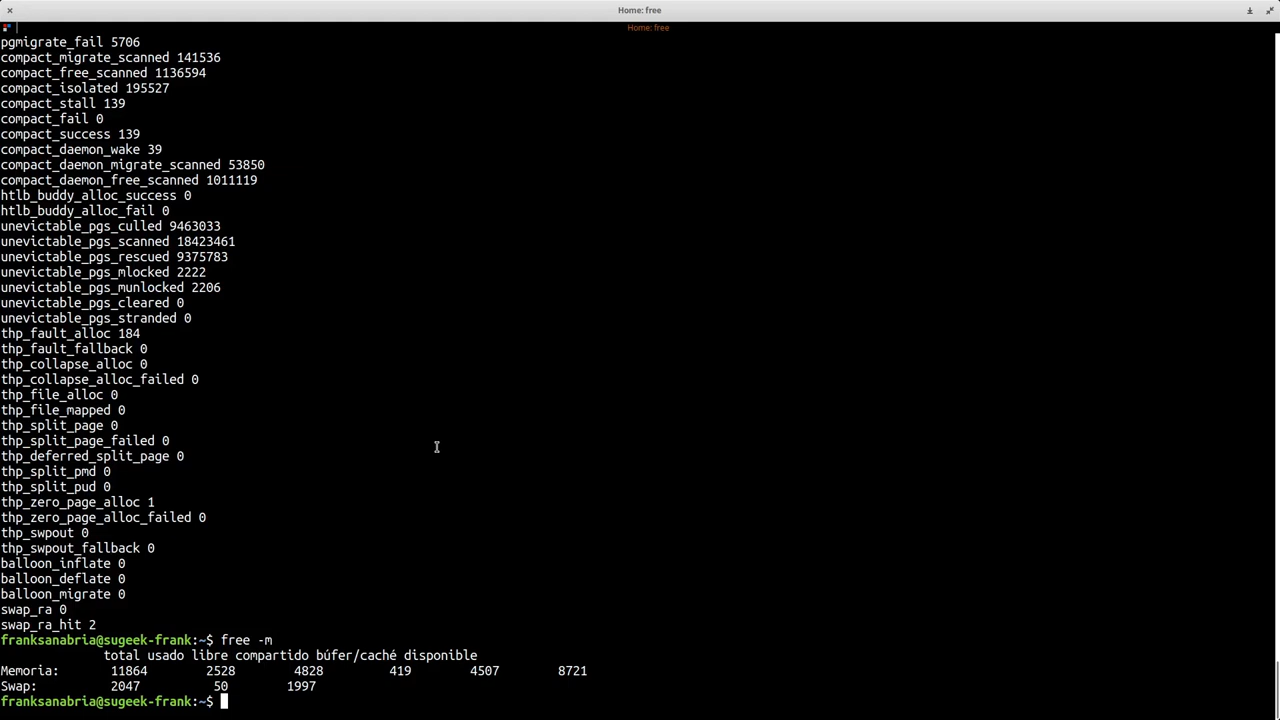 Home: free
Home: free
pgmigrate_fail 5706
compact_migrate_scanned 141536
compact_free_scanned 1136594
compact_isolated 195527
compact_stall 139
compact_fail 0
compact_success 139
compact_daemon_wake 39
compact_daemon_migrate_scanned 53850
compact_daemon_free_scanned 1011119
htlb_buddy_alloc_success 0
htlb_buddy_alloc_fail 0
unevictable_pgs_culled 9463033
unevictable_pgs_scanned 18423461
unevictable_pgs_rescued 9375783
unevictable_pgs_mlocked 2222
unevictable_pgs_munlocked 2206
unevictable_pgs_cleared 0
unevictable_pgs_stranded 0
thp_fault_alloc 184
thp_fault_fallback 0
thp_collapse_alloc 0
thp_collapse_alloc_failed 0
thp_file_alloc 0
thp_file_mapped 0
thp_split_page 0
thp_split_page_failed 0
thp_deferred_split_page 0
thp_split_pmd 0
thp_split_pud 0
thp_zero_page_alloc 1
thp_zero_page_alloc_failed 0
thp_swpout 0
thp_swpout_fallback 0
balloon_inflate 0
balloon_deflate 0
balloon_migrate 0
swap_ra 0
swap_ra_hit 2
franksanabria@sugeek-frank:~$ free -m
total usado libre compartido búfer/caché disponible
Memoria: 11864 2528 4828 419 4507 8721
Swap: 2047 50 1997
franksanabria@sugeek-frank:~$